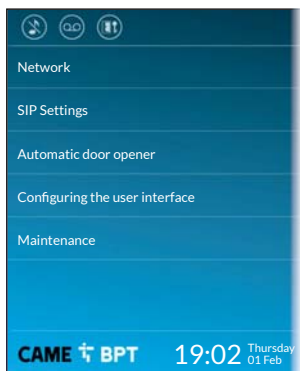 Network
SIP Settings
Automatic door opener
Configuring the user interface
Maintenance
CAME BPT 19:02 Thursday
01 Feb